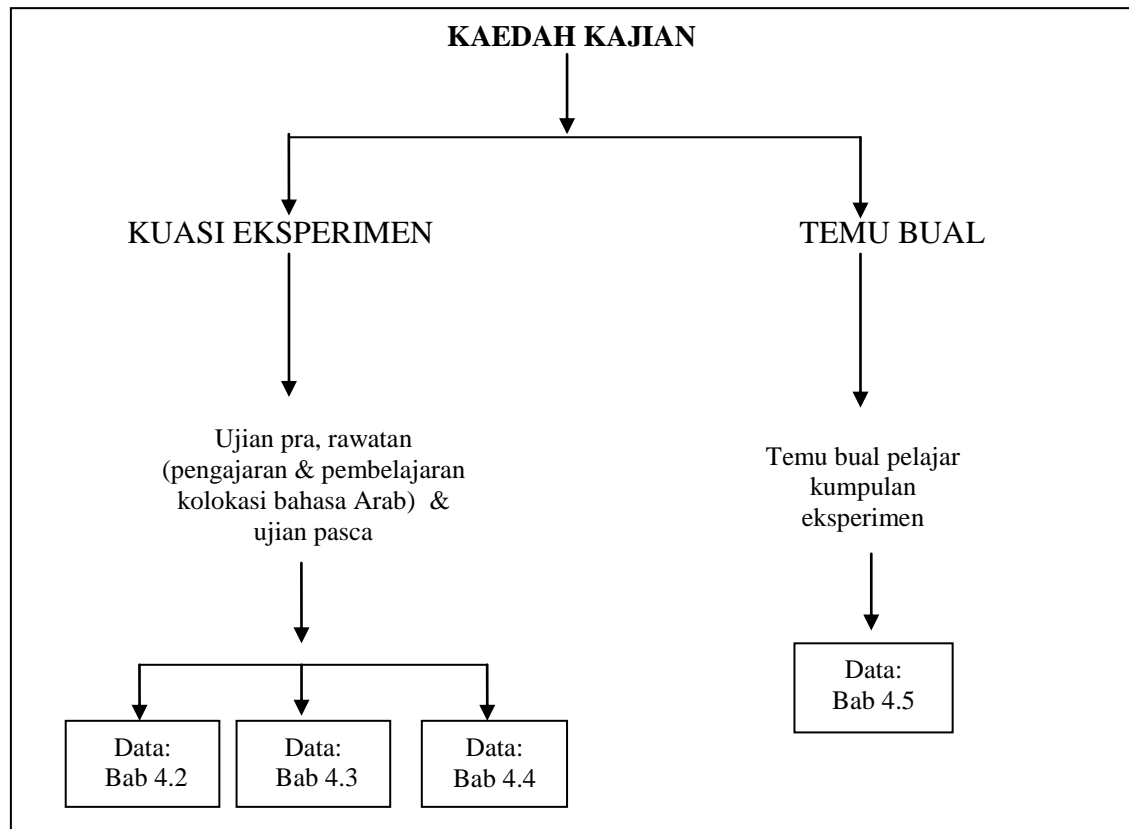 KAEDAH KAJIAN
KUASI EKSPERIMEN
TEMU BUAL
Ujian pra, rawatan
(pengajaran & pembelajaran
kolokasi bahasa Arab) &
ujian pasca
Temu bual pelajar
kumpulan
eksperimen
Data:
Bab 4.2
Data:
Bab 4.3
Data:
Bab 4.4
Data:
Bab 4.5